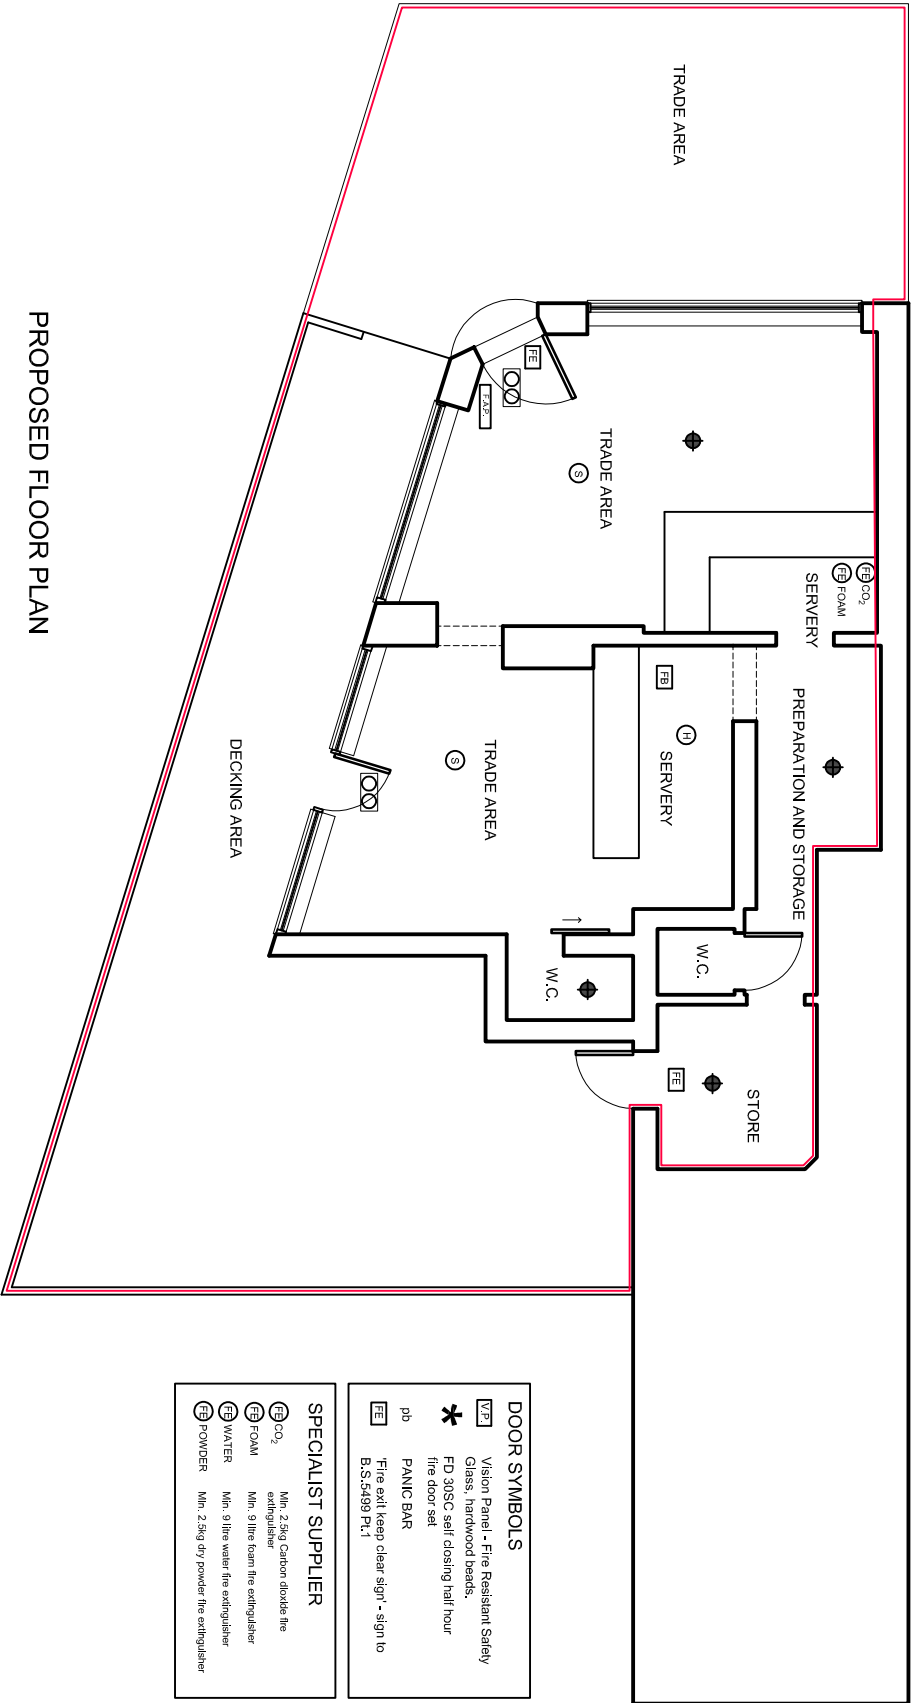 TRADE AREA
FE
F.A.P.
TRADE AREA
S
FE CO2
FE FOAM
SERVERY
FB
H
SERVERY
PREPARATION AND STORAGE
TRADE AREA
S
DECKING AREA
W.C.
W.C.
FE
STORE
PROPOSED FLOOR PLAN
DOOR SYMBOLS
V.P. Vision Panel - Fire Resistant Safety
Glass, hardwood beads.
* FD 30SC self closing half hour
fire door set
pb PANIC BAR
FE 'Fire exit keep clear sign' - sign to
B.S.5499 Pt.1
SPECIALIST SUPPLIER
FE CO2 Min. 2.5kg Carbon dioxide fire
extinguisher
FE FOAM Min. 9 litre foam fire extinguisher
FE WATER Min. 9 litre water fire extinguisher
FE POWDER Min. 2.5kg dry powder fire extinguisher